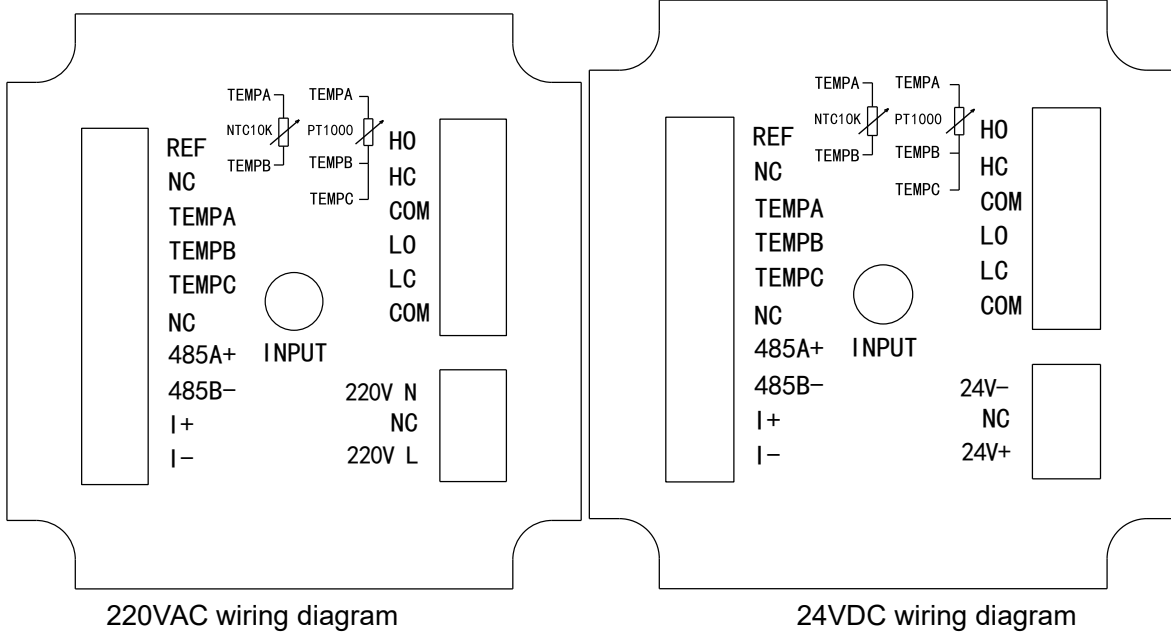 TEMPA
NTC10K
TEMPB
TEMPA
PT1000
TEMPB
TEMPC
REF
NC
TEMPA
TEMPB
TEMPC
NC
485A+
485B-
I+
I-
INPUT
HO
HC
COM
LO
LC
COM
220V N
NC
220V L
220VAC wiring diagram
TEMPA
NTC10K
TEMPB
TEMPA
PT1000
TEMPB
TEMPC
REF
NC
TEMPA
TEMPB
TEMPC
NC
485A+
485B-
I+
I-
INPUT
HO
HC
COM
LO
LC
COM
24V-
NC
24V+
24VDC wiring diagram